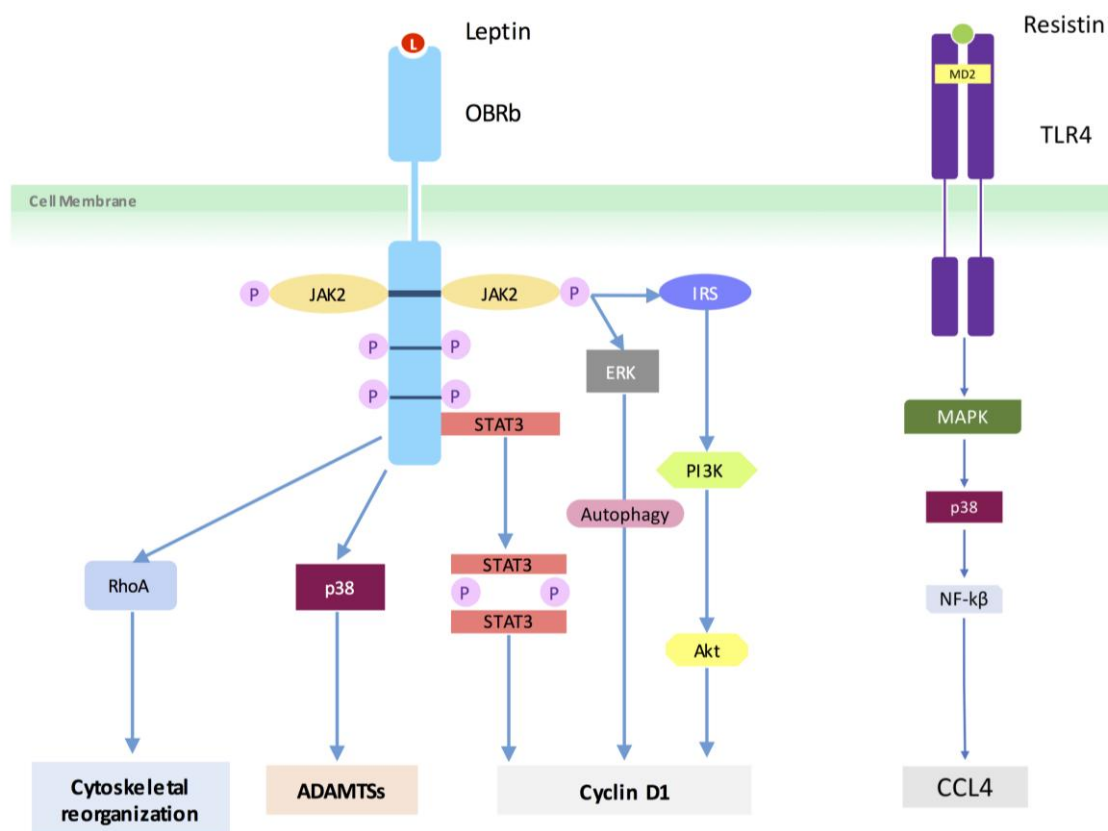 Leptin
Resistin
L
MD2
OBRb
TLR4
Cell Membrane
P
JAK2
JAK2
P
IRS
P
P
ERK
P
P
STAT3
MAPK
PI3K
p38
Autophagy
RhoA
p38
STAT3
P
P
STAT3
NF-kβ
Akt
Cytoskeletal
reorganization
ADAMTSs
Cyclin D1
CCL4